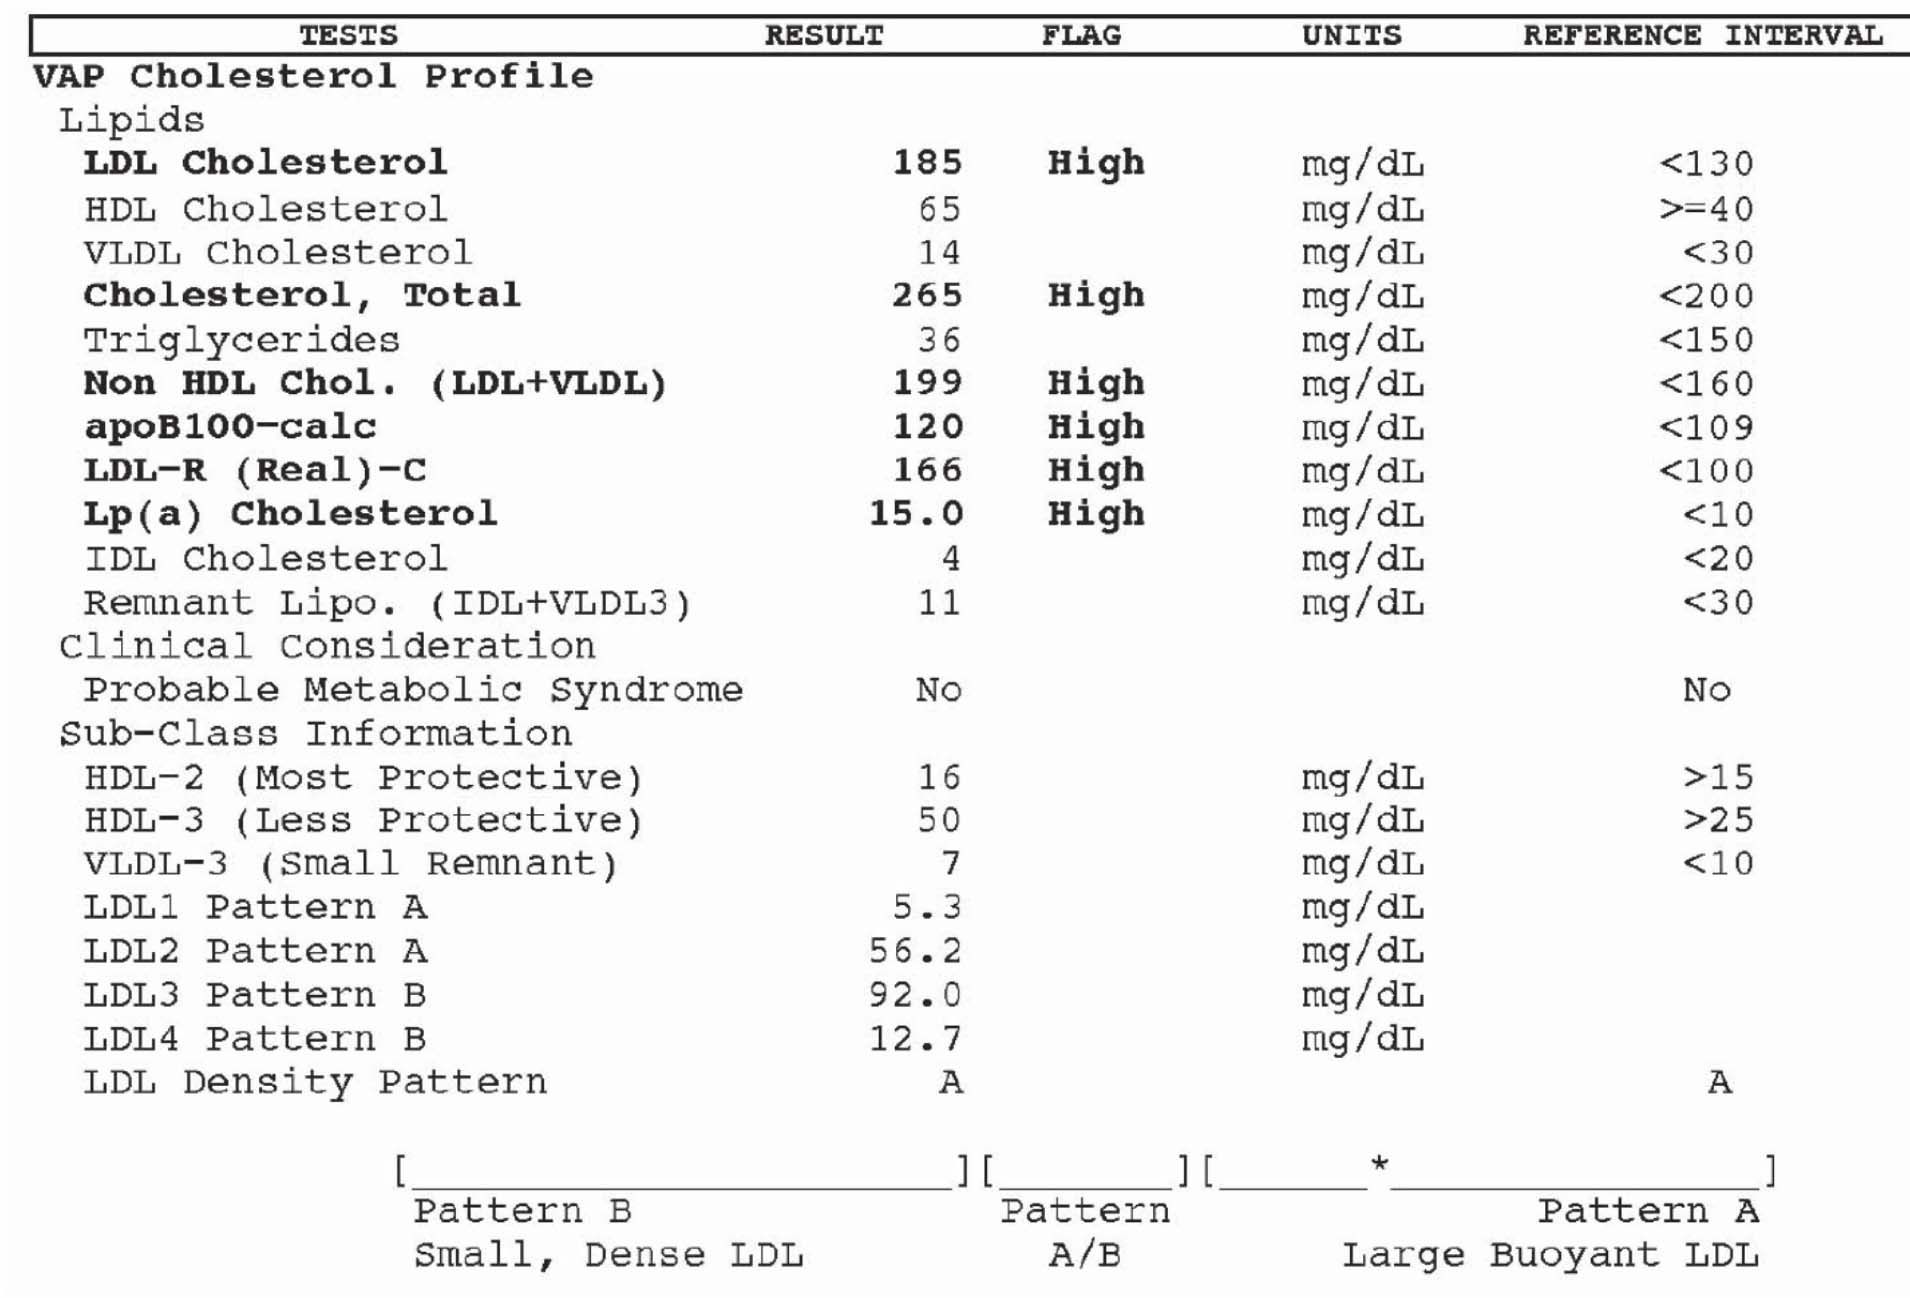 TESTS RESULT FLAG UNITS REFERENCE INTERVAL
VAP Cholesterol Profile
Lipids
LDL Cholesterol 185 High mg/dL <130
HDL Cholesterol 65 mg/dL >=40
VLDL Cholesterol 14 mg/dL <30
Cholesterol, Total 265 High mg/dL <200
Triglycerides 36 mg/dL <150
Non HDL Chol. (LDL+VLDL) 199 High mg/dL <160
apoB100-calc 120 High mg/dL <109
LDL-R (Real)-C 166 High mg/dL <100
Lp(a) Cholesterol 15.0 High mg/dL <10
IDL Cholesterol 4 mg/dL <20
Remnant Lipo. (IDL+VLDL3) 11 mg/dL <30
Clinical Consideration
Probable Metabolic Syndrome No No
Sub-Class Information
HDL-2 (Most Protective) 16 mg/dL >15
HDL-3 (Less Protective) 50 mg/dL >25
VLDL-3 (Small Remnant) 7 mg/dL <10
LDL1 Pattern A 5.3 mg/dL
LDL2 Pattern A 56.2 mg/dL
LDL3 Pattern B 92.0 mg/dL
LDL4 Pattern B 12.7 mg/dL
LDL Density Pattern A A
[______________________][_______][______*_______________]
Pattern B Pattern Pattern A
Small, Dense LDL A/B Large Buoyant LDL